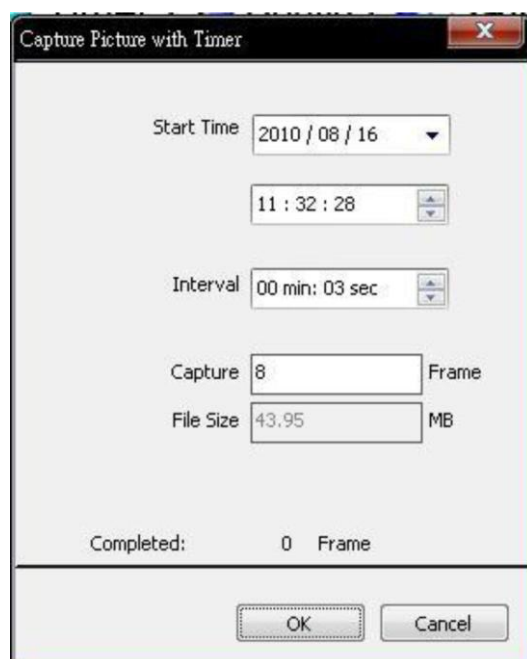 Capture Picture with Timer
Start Time 2010 / 08 / 16
11 : 32 : 28
Interval 00 min: 03 sec
Capture 8 Frame
File Size 43.95 MB
Completed: 0 Frame
OK Cancel